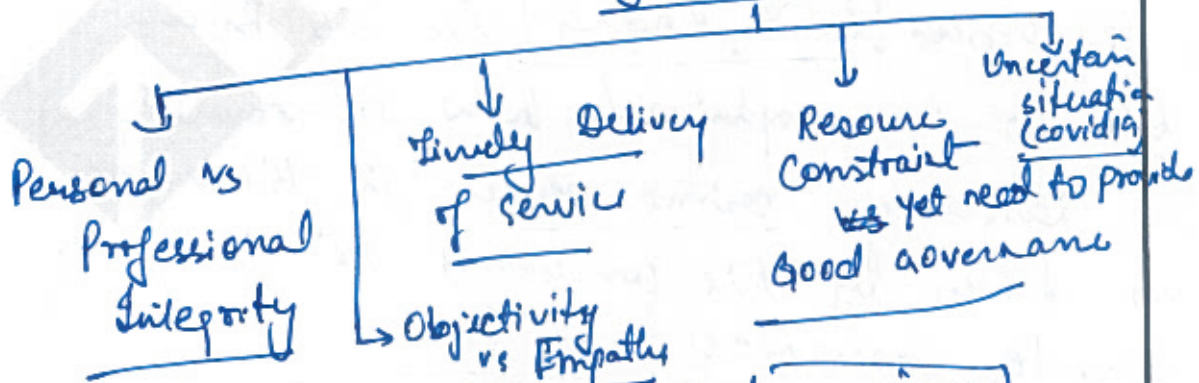 Personal vs
Professional
Integrity
Objectivity
vs Empathy
Timely Delivery
of service
Resource
Constraint
yet need to provide
Good governance
Uncertain
situation
(covid19)